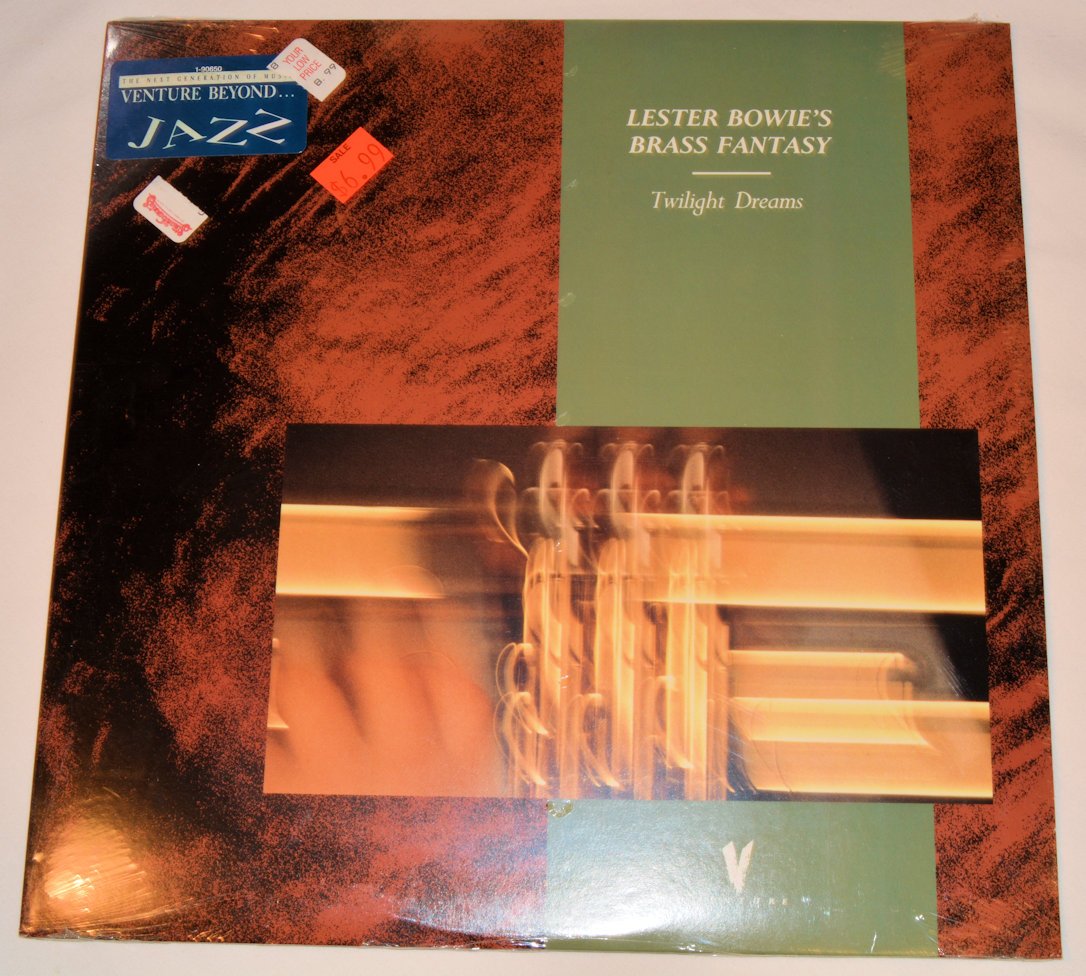 1-90650
THE NEXT GENERATION OF MUS
VENTURE BEYOND...
JAZZ
YOUR
LOW
PRICE
8.99
SALE
$6.99
LESTER BOWIE'S
BRASS FANTASY
Twilight Dreams
V